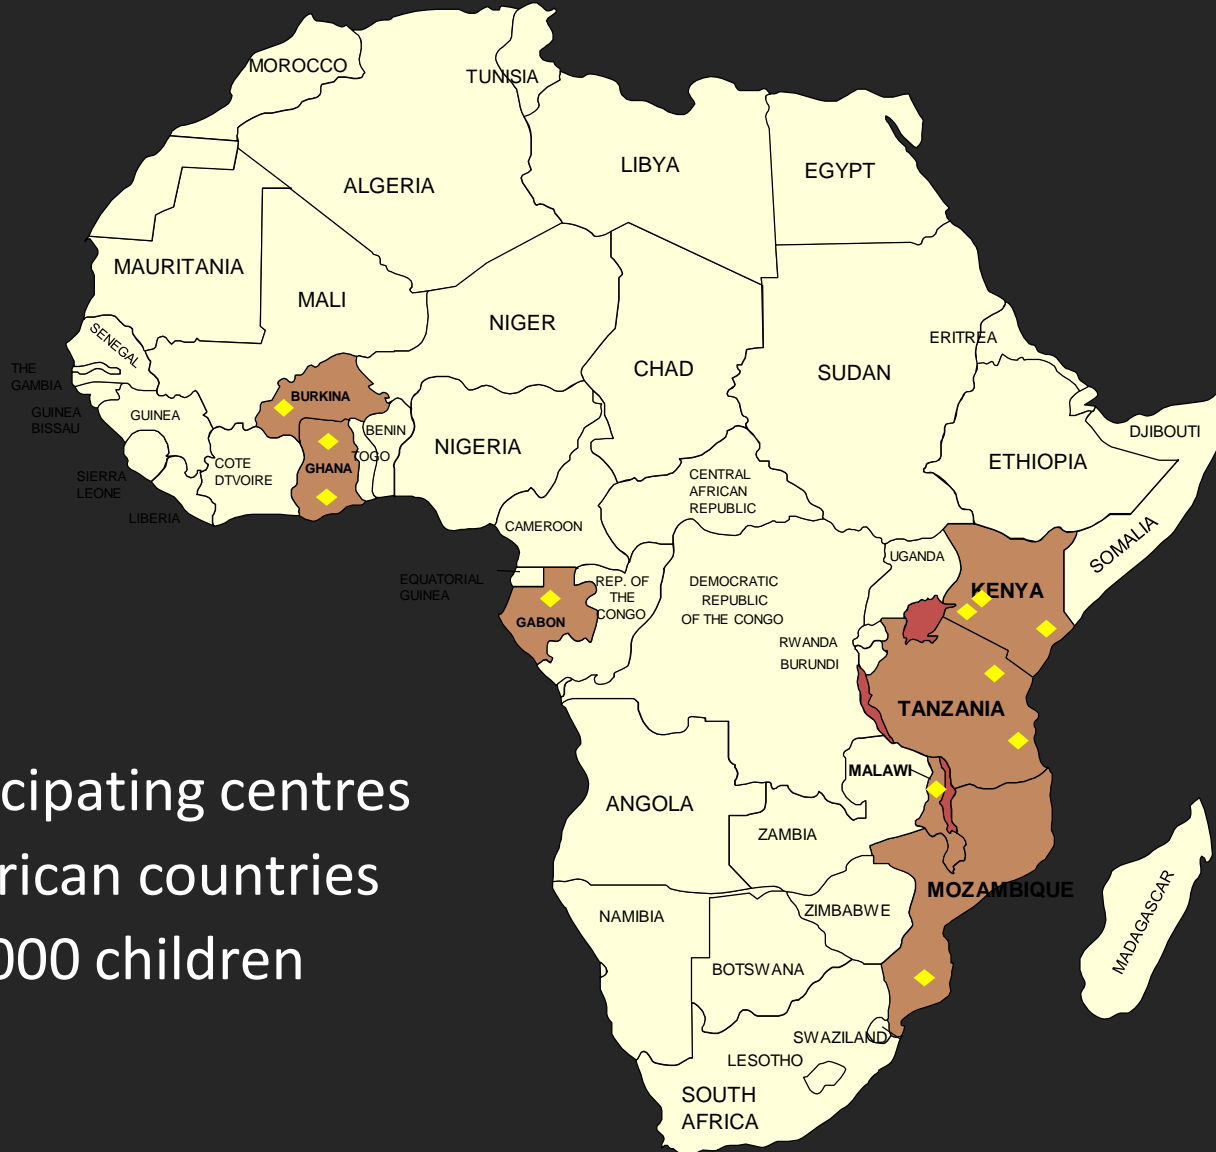 MOROCCO
TUNISIA
LIBYA
EGYPT
ALGERIA
MAURITANIA
MALI
NIGER
SENEGAL
ERITREA
CHAD
SUDAN
THE
GAMBIA
BURKINA
GUINEA
BISSAU
GUINEA
BENIN
DJIBOUTI
NIGERIA
TOGO
GHANA
COTE
DTVOIRE
ETHIOPIA
SIERRA
LEONE
CENTRAL
AFRICAN
REPUBLIC
LIBERIA
CAMEROON
SOMALIA
UGANDA
EQUATORIAL
GUINEA
REP. OF
THE
CONGO
DEMOCRATIC
REPUBLIC
OF THE CONGO
KENYA
GABON
RWANDA
BURUNDI
TANZANIA
MALAWI
cipating centres
ANGOLA
ZAMBIA
rican countries
MOZAMBIQUE
NAMIBIA
ZIMBABWE
MADAGASCAR
000 children
BOTSWANA
SWAZILAND
LESOTHO
SOUTH
AFRICA